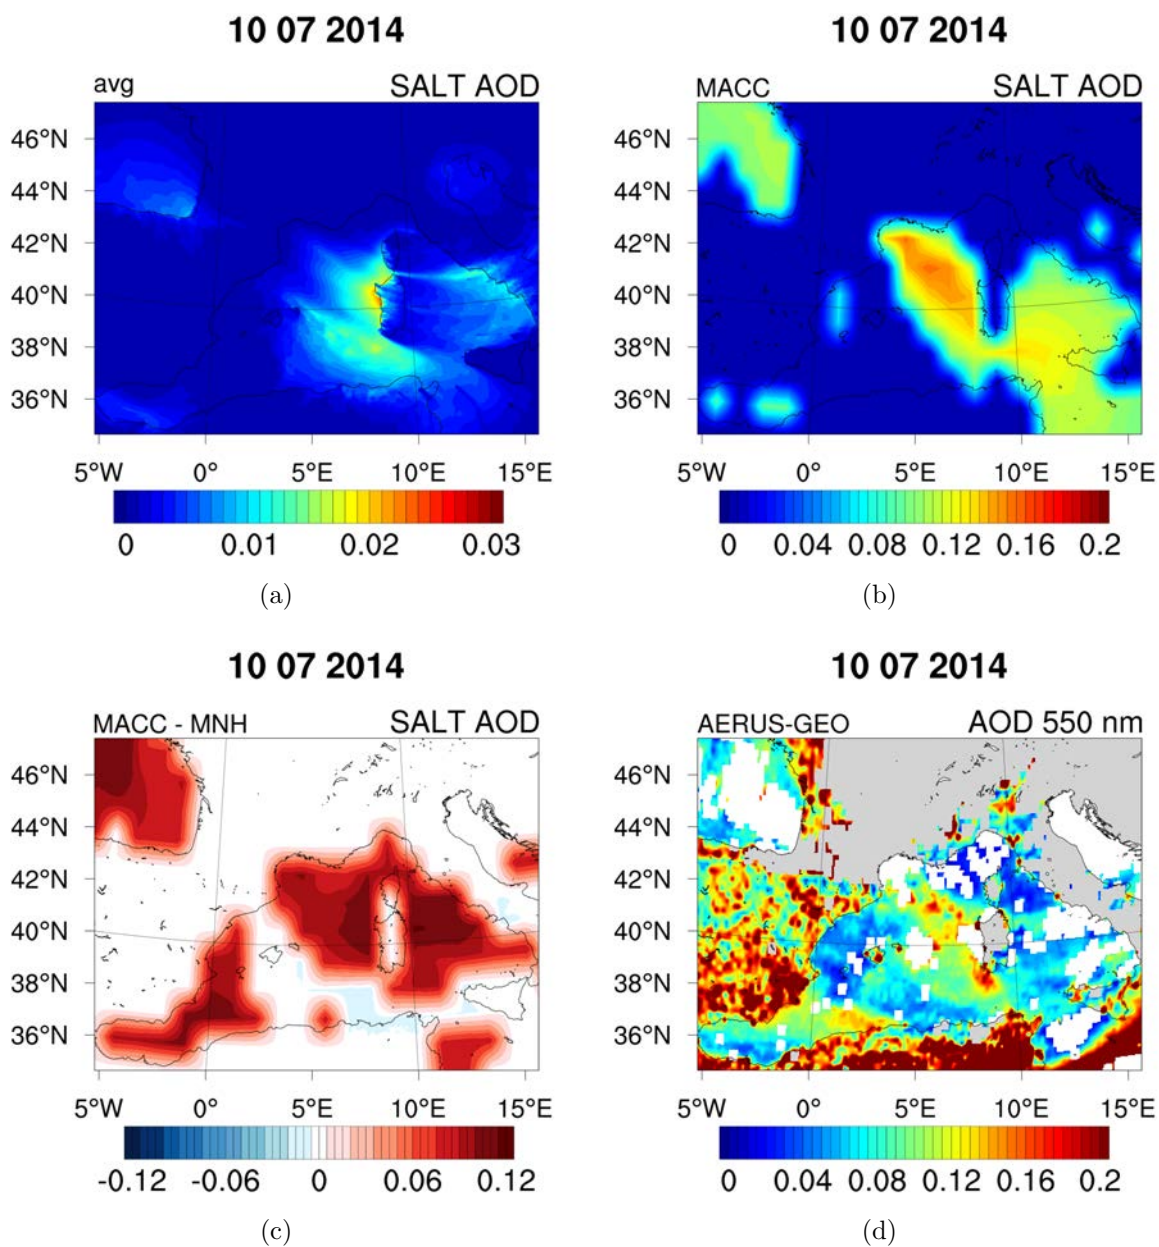 10 07 2014
avg SALT AOD
46°N
44°N
42°N
40°N
38°N
36°N
5°W 0° 5°E 10°E 15°E
0 0.01 0.02 0.03
(a)
10 07 2014
MACC SALT AOD
46°N
44°N
42°N
40°N
38°N
36°N
5°W 0° 5°E 10°E 15°E
0 0.04 0.08 0.12 0.16 0.2
(b)
10 07 2014
MACC - MNH SALT AOD
46°N
44°N
42°N
40°N
38°N
36°N
5°W 0° 5°E 10°E 15°E
-0.12 -0.06 0 0.06 0.12
(c)
10 07 2014
AERUS-GEO AOD 550 nm
46°N
44°N
42°N
40°N
38°N
36°N
5°W 0° 5°E 10°E 15°E
0 0.04 0.08 0.12 0.16 0.2
(d)